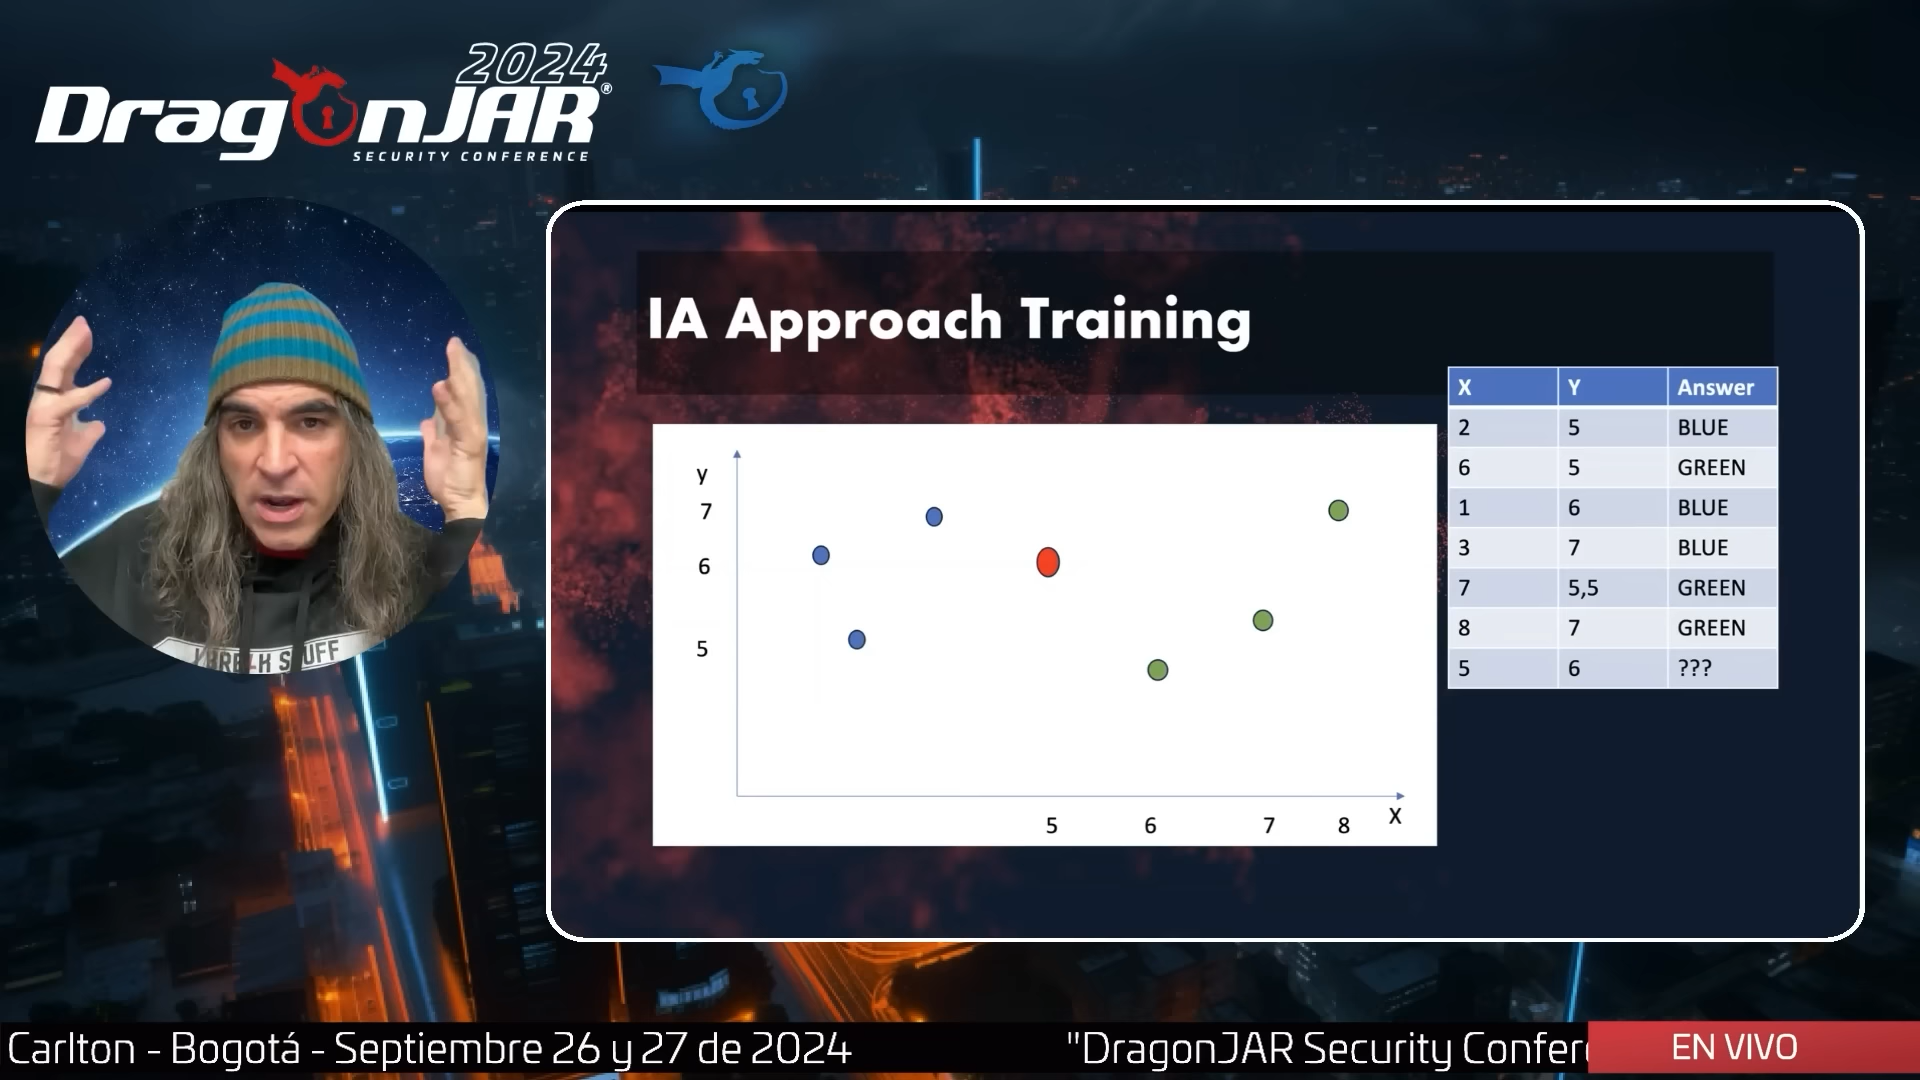 2024
DragonJAR®
SECURITY CONFERENCE
IA Approach Training
X Y Answer
2 5 BLUE
6 5 GREEN
1 6 BLUE
3 7 BLUE
7 5,5 GREEN
8 7 GREEN
5 6 ???
y
7
6
5
5 6 7 8 X
Carlton - Bogotá - Septiembre 26 y 27 de 2024 "DragonJAR Security Confer
EN VIVO